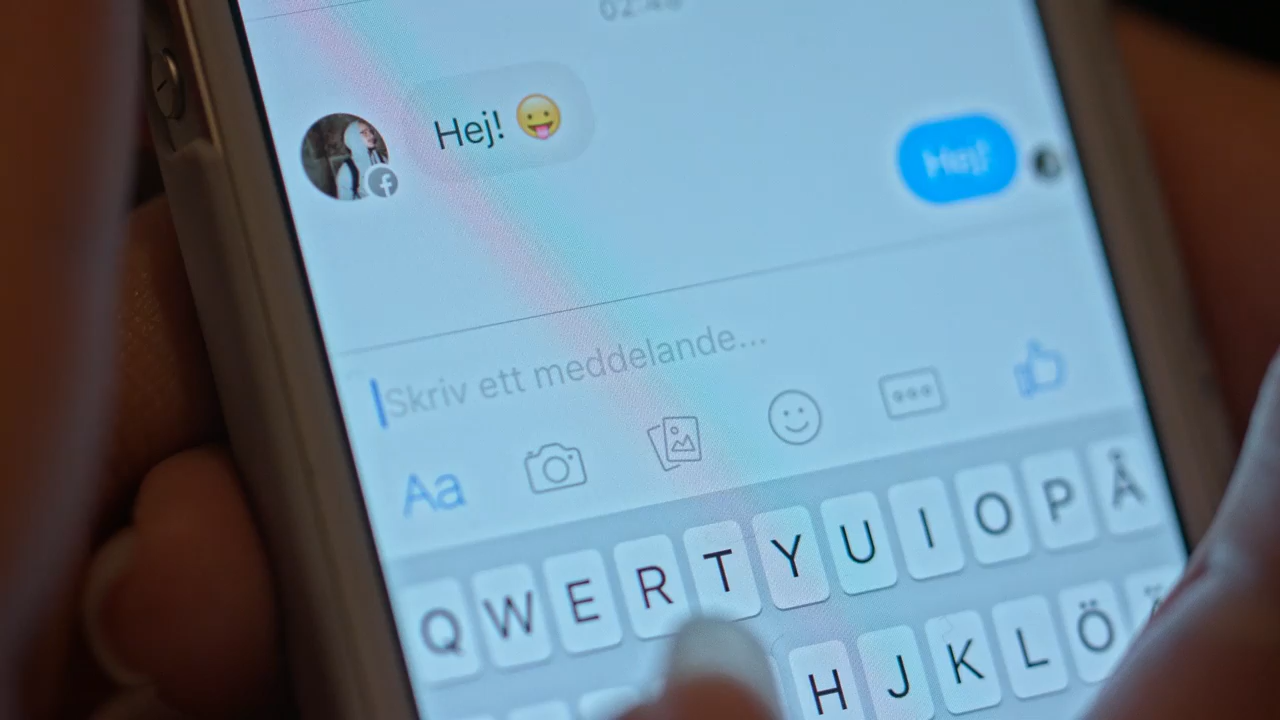 Hej! 😛
Hej!
Skriv ett meddelande...
Aa
Q W E R T Y U I O P Å
H J K L Ö Ä